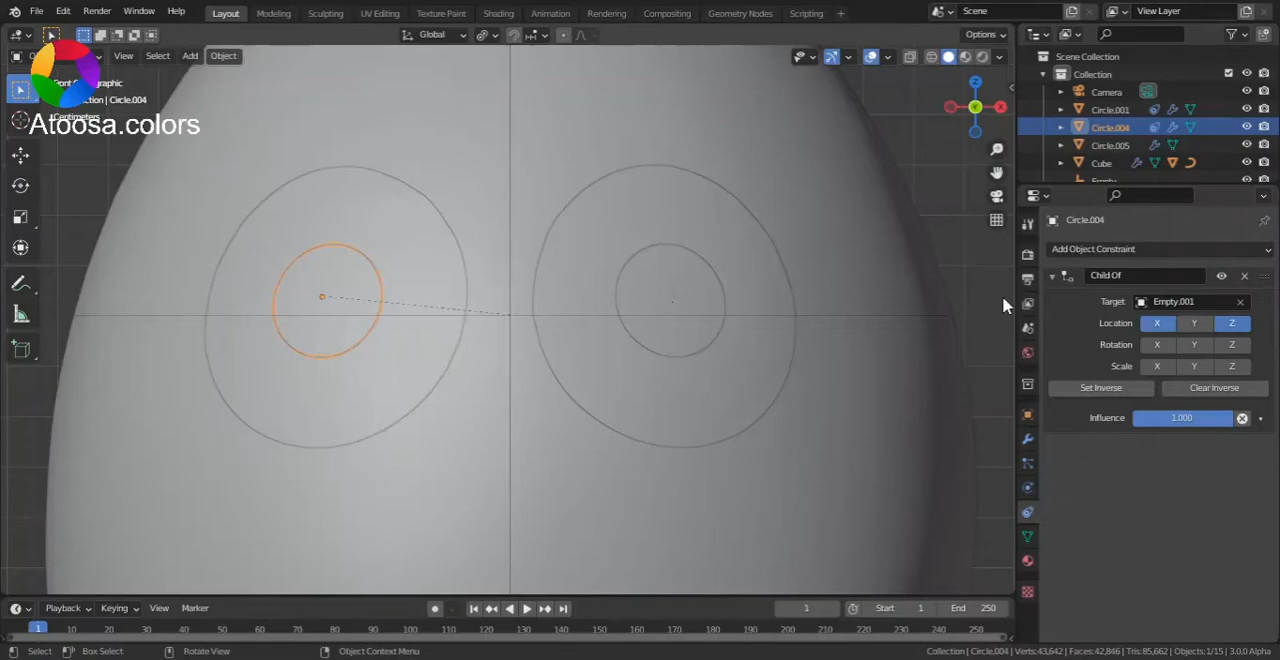 File Edit Render Window Help Layout Modeling Sculpting UV Editing Texture Paint Shading Animation Rendering Compositing Geometry Nodes Scripting + Scene View Layer
Global Options
View Select Add Object
Collection
Camera
Circle.001
Circle.004
Circle.005
Cube
Scene Collection
Atoosa.colors
Collection | Circle.004
Circle.004
Add Object Constraint
Child Of
Target Empty.001
Location X Y Z
Rotation X Y Z
Scale X Y Z
Set Inverse Clear Inverse
Influence 1.000
Playback Keying View Marker 1 Start 1 End 250
1 10 20 30 40 50 60 70 80 90 100 110 120 130 140 150 160 170 180 190 200 210 220 230 240 250
Select Box Select Rotate View Object Context Menu Collection | Circle.004 | Verts:43,642 | Faces:42,846 | Tris:85,662 | Objects:1/15 | 3.0.0 Alpha